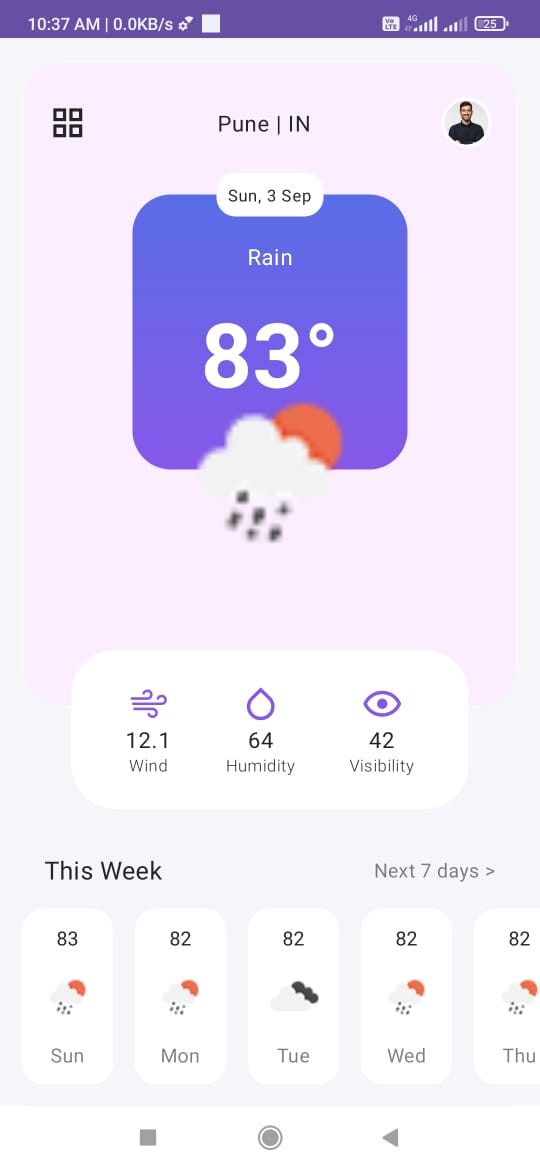 10:37 AM | 0.0KB/s
Vo LTE 4G 25
Pune | IN
Sun, 3 Sep
Rain
83°
12.1 64 42
Wind Humidity Visibility
This Week Next 7 days >
83 82 82 82 82
Sun Mon Tue Wed Thu